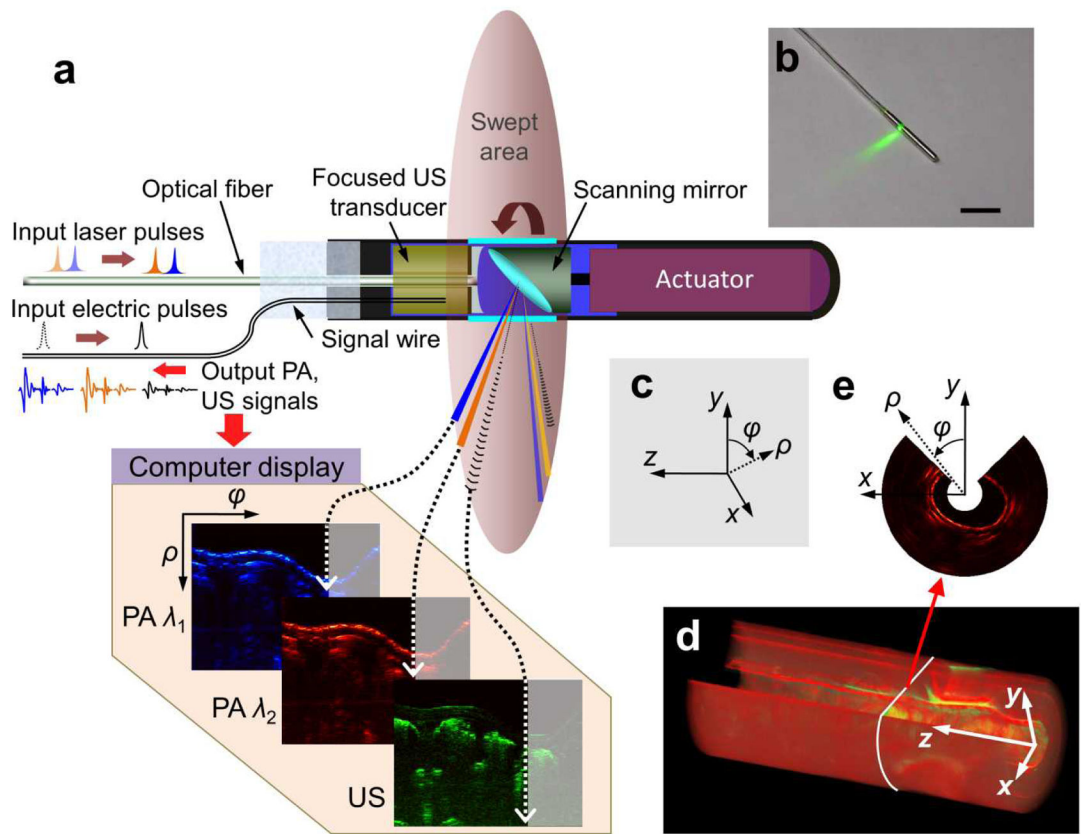 a
b
Swept
area
Optical fiber
Focused US
transducer
Scanning mirror
Input laser pulses
Actuator
Input electric pulses
Signal wire
Output PA,
US signals
Computer display
φ
ρ
PA λ1
PA λ2
US
c
y
φ
ρ
z
x
e
ρ
y
φ
x
d
y
z
x